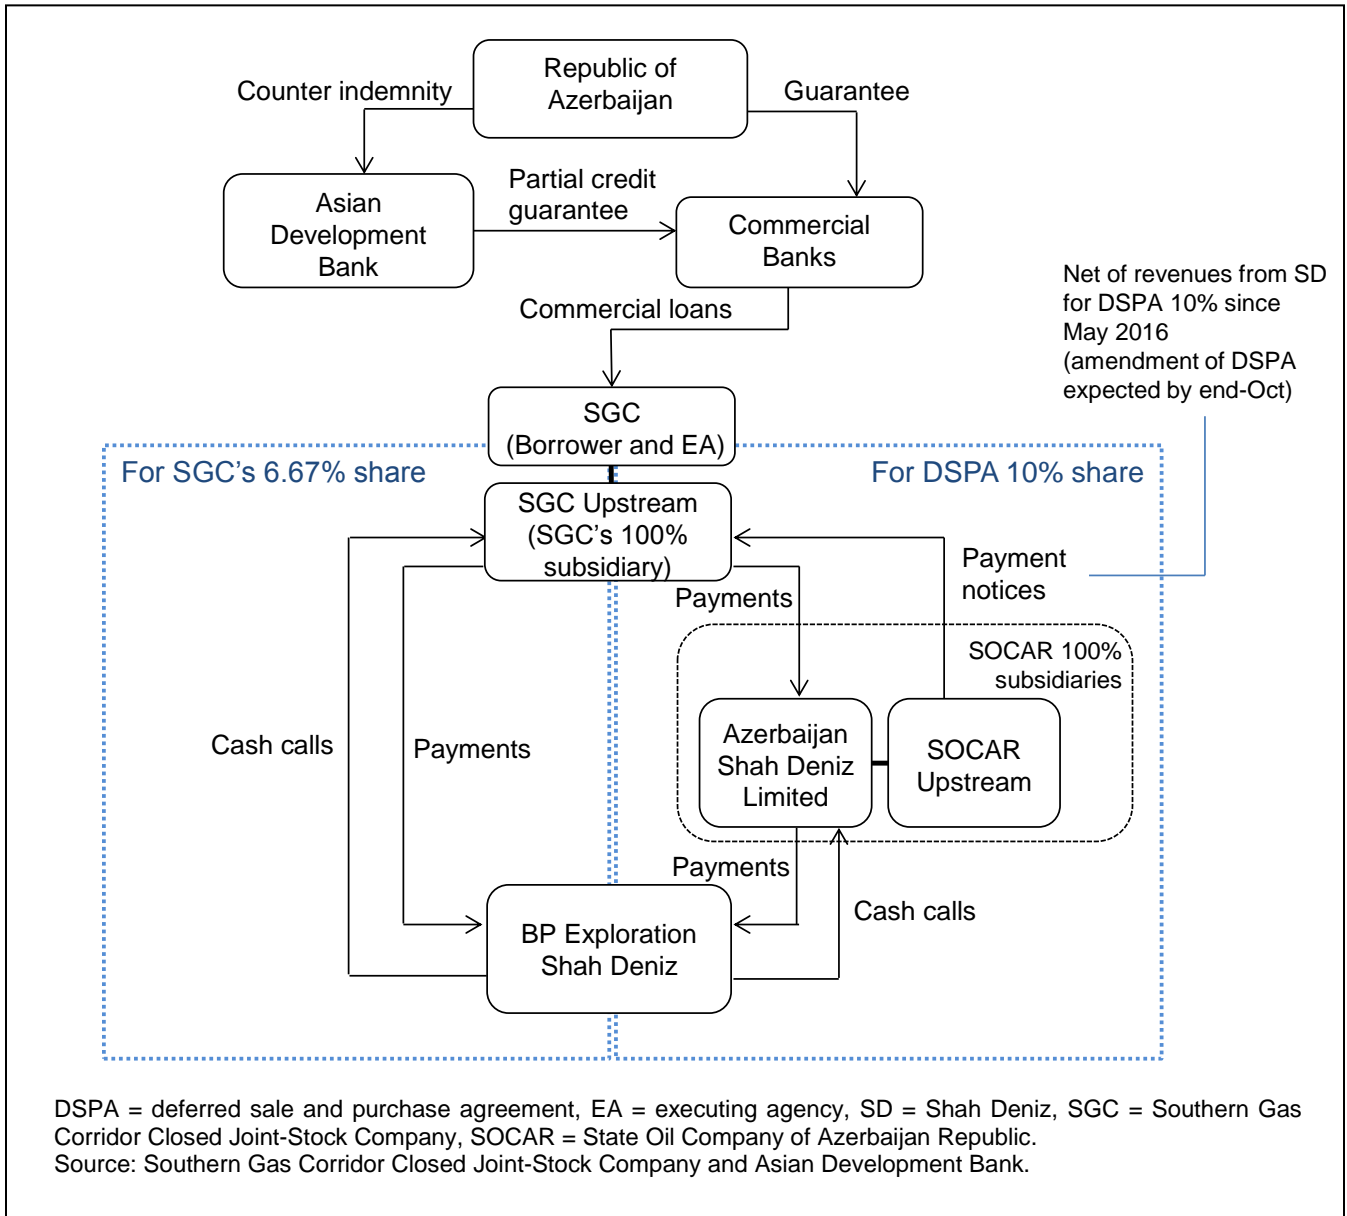 Republic of
Azerbaijan
Counter indemnity
Guarantee
Asian
Development
Bank
Partial credit
guarantee
Commercial
Banks
Net of revenues from SD
for DSPA 10% since
May 2016
(amendment of DSPA
expected by end-Oct)
Commercial loans
SGC
(Borrower and EA)
For SGC’s 6.67% share
For DSPA 10% share
SGC Upstream
(SGC’s 100%
subsidiary)
Payments
Payment
notices
SOCAR 100%
subsidiaries
Cash calls
Payments
Azerbaijan
Shah Deniz
Limited
SOCAR
Upstream
Payments
Cash calls
BP Exploration
Shah Deniz
DSPA = deferred sale and purchase agreement, EA = executing agency, SD = Shah Deniz, SGC = Southern Gas
Corridor Closed Joint-Stock Company, SOCAR = State Oil Company of Azerbaijan Republic.
Source: Southern Gas Corridor Closed Joint-Stock Company and Asian Development Bank.